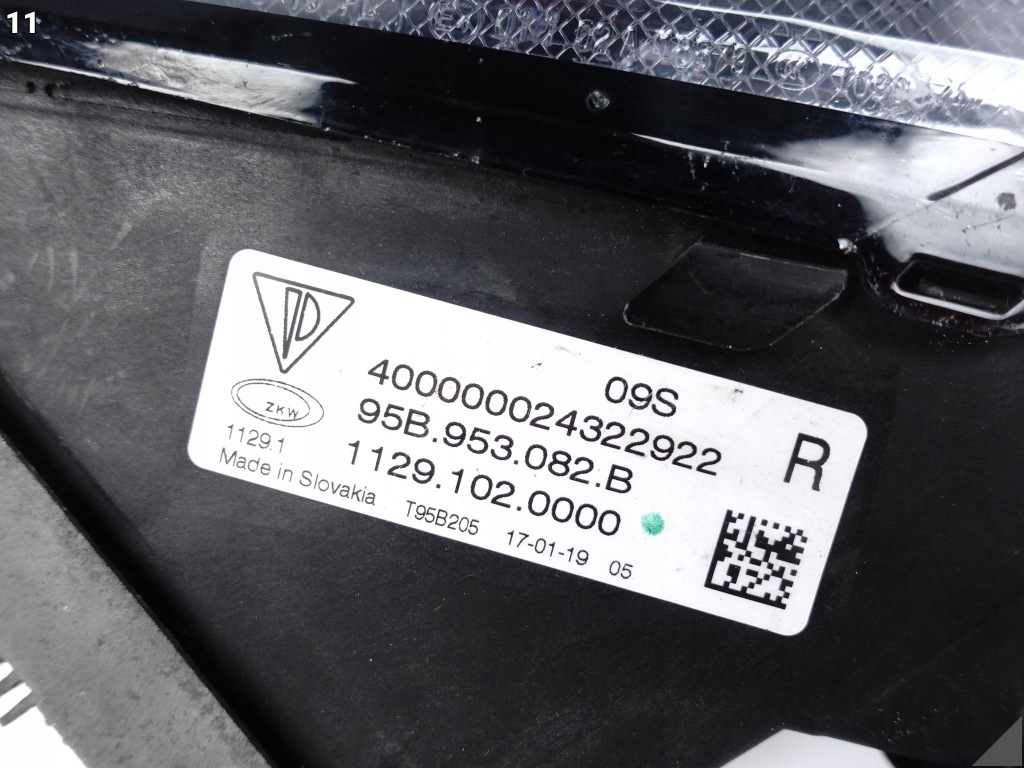 11
09S
400000024322922
95B.953.082.B
1129.102.0000
R
ZKW
1129.1
Made in Slovakia T95B205 17-01-19 05